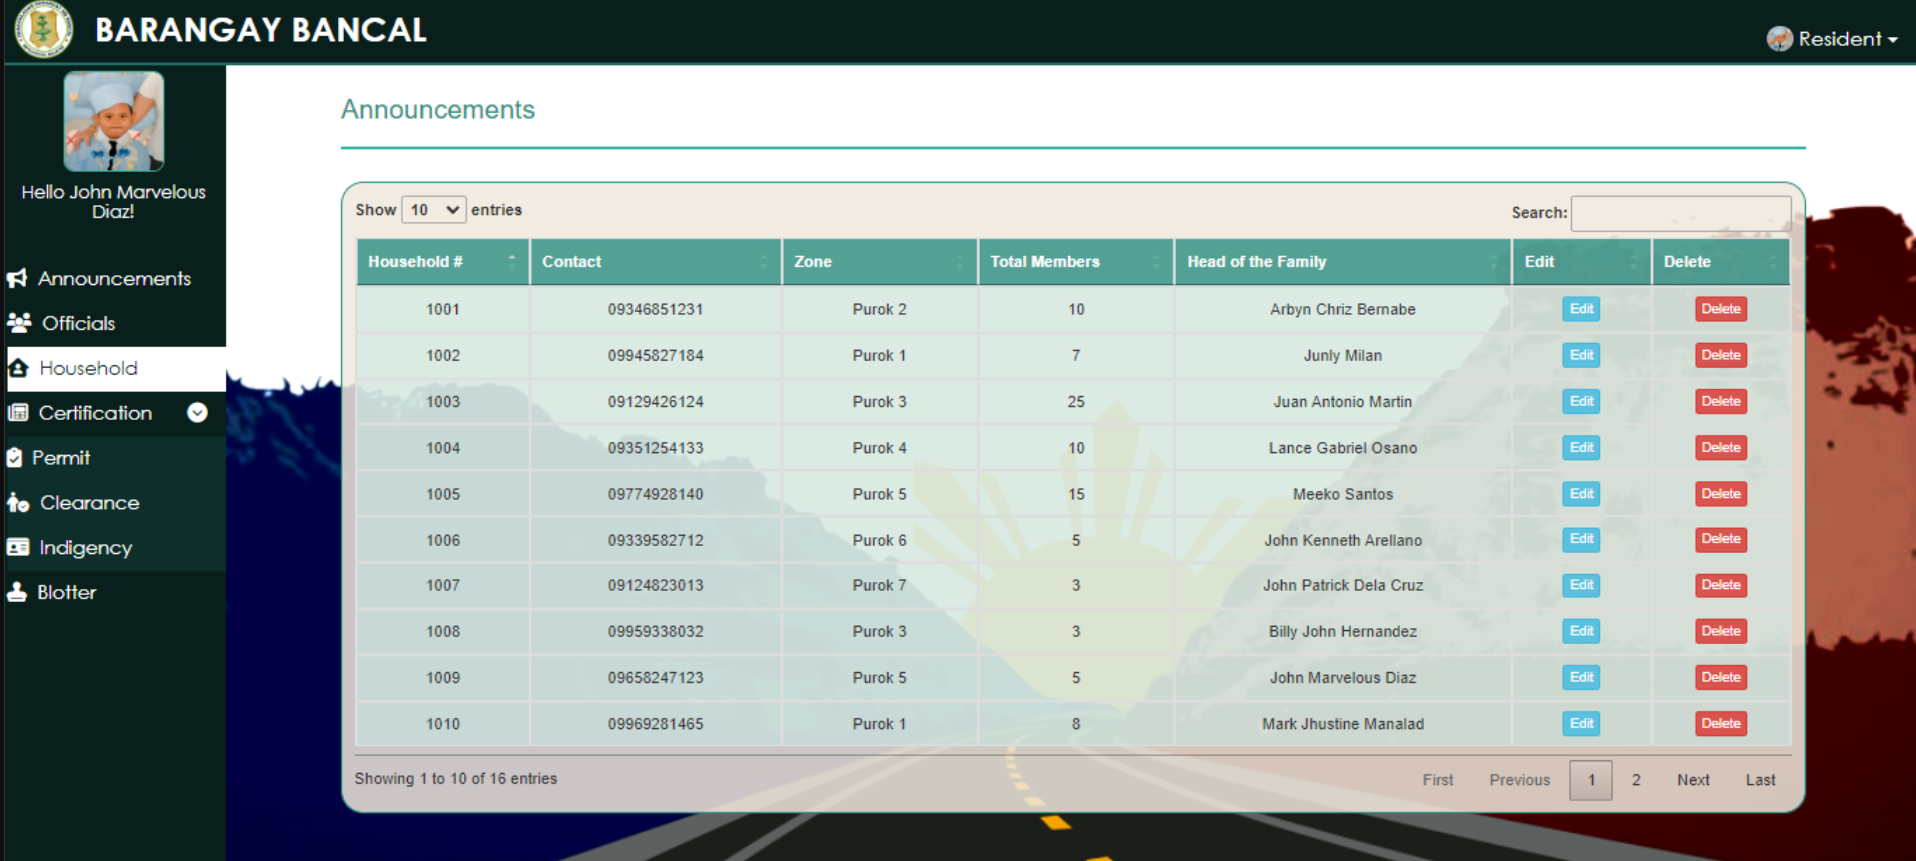 BARANGAY BANCAL
Resident
Hello John Marvelous
Diaz!
Announcements
Officials
Household
Certification
Permit
Clearance
Indigency
Blotter
Announcements
Show 10 entries
Search:
Household # Contact Zone Total Members Head of the Family Edit Delete
1001 09346851231 Purok 2 10 Arbyn Chriz Bernabe Edit Delete
1002 09945827184 Purok 1 7 Junly Milan Edit Delete
1003 09129426124 Purok 3 25 Juan Antonio Martin Edit Delete
1004 09351254133 Purok 4 10 Lance Gabriel Osano Edit Delete
1005 09774928140 Purok 5 15 Meeko Santos Edit Delete
1006 09339582712 Purok 6 5 John Kenneth Arellano Edit Delete
1007 09124823013 Purok 7 3 John Patrick Dela Cruz Edit Delete
1008 09959338032 Purok 3 3 Billy John Hernandez Edit Delete
1009 09658247123 Purok 5 5 John Marvelous Diaz Edit Delete
1010 09969281465 Purok 1 8 Mark Jhustine Manalad Edit Delete
Showing 1 to 10 of 16 entries
First Previous 1 2 Next Last